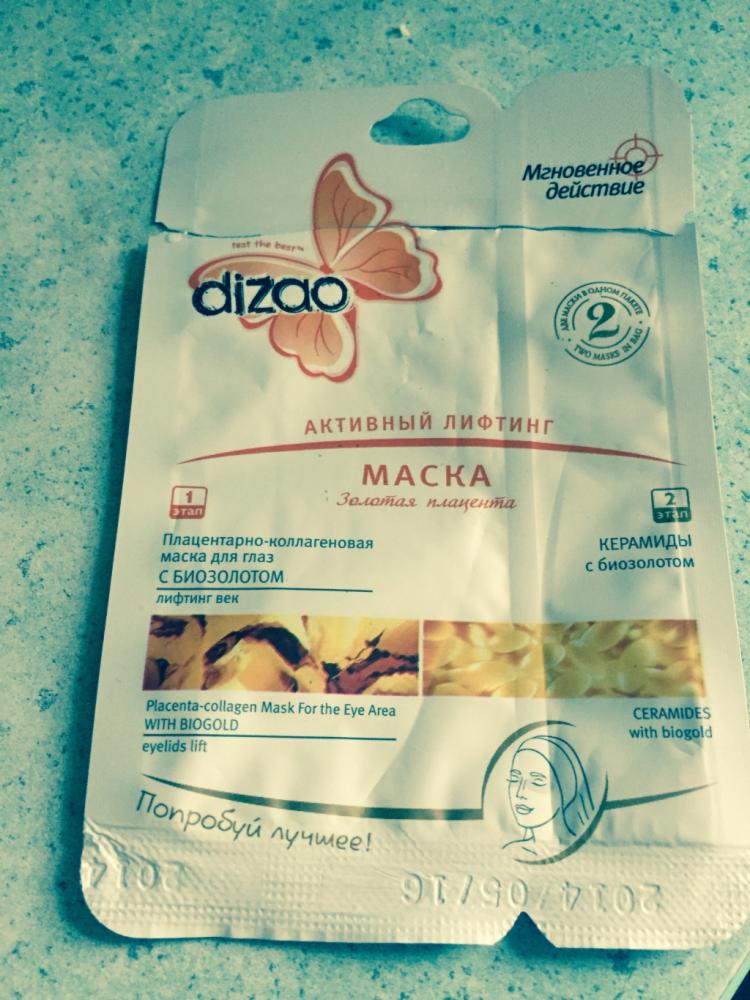 Мгновенное
действие
test the best™
dizao
ДВЕ МАСКИ В ОДНОМ ПАКЕТЕ
2
TWO MASKS IN BAG
АКТИВНЫЙ ЛИФТИНГ
МАСКА
Золотая плацента
1
этап
2
этап
Плацентарно-коллагеновая
маска для глаз
С БИОЗОЛОТОМ
лифтинг век
КЕРАМИДЫ
с биозолотом
Placenta-collagen Mask For the Eye Area
WITH BIOGOLD
eyelids lift
CERAMIDES
with biogold
Попробуй лучшее!
2014
2014/05/16